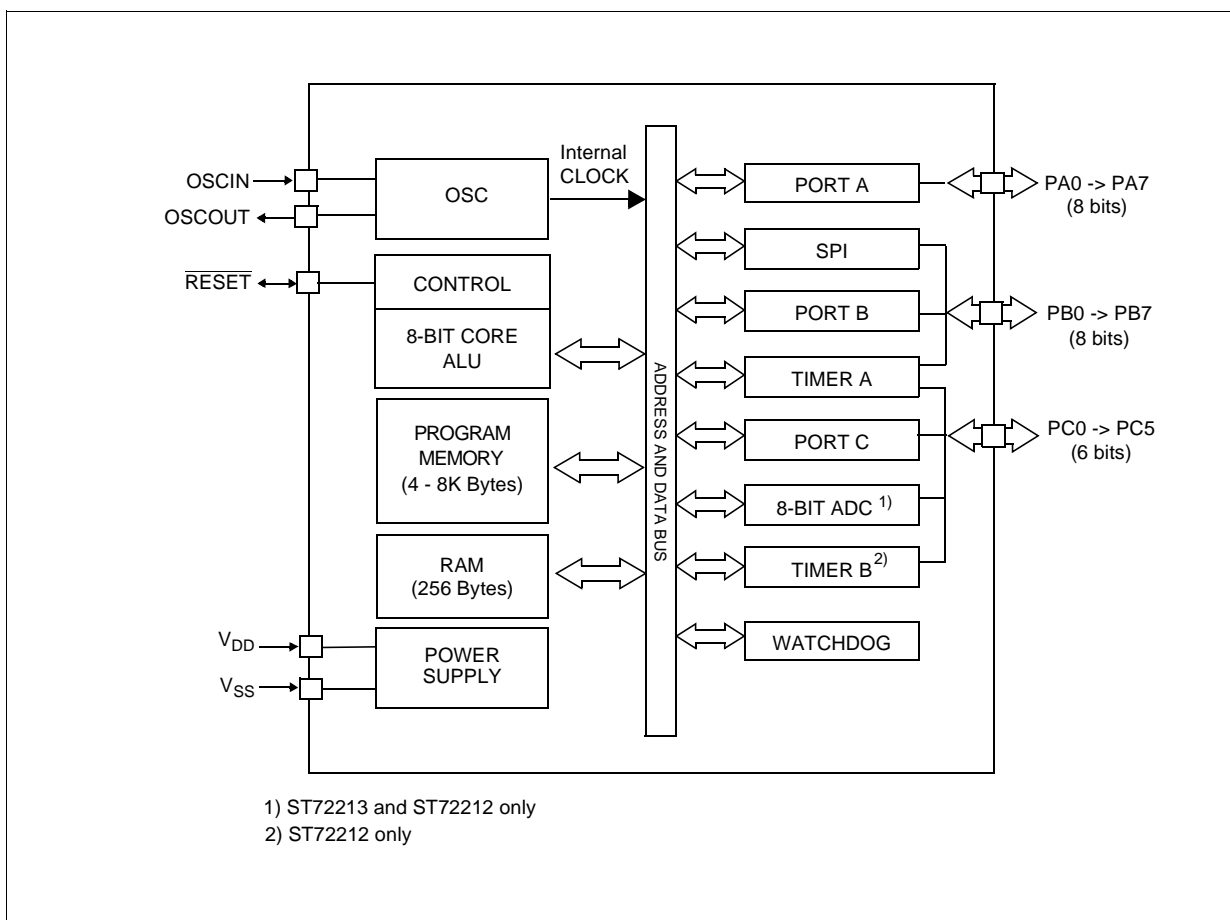 OSCIN
OSCOUT
RESET
OSC
Internal
CLOCK
CONTROL
8-BIT CORE
ALU
PROGRAM
MEMORY
(4 - 8K Bytes)
RAM
(256 Bytes)
VDD
VSS
POWER
SUPPLY
ADDRESS AND DATA BUS
PORT A
SPI
PORT B
TIMER A
PORT C
8-BIT ADC 1)
TIMER B 2)
WATCHDOG
PA0 -> PA7
(8 bits)
PB0 -> PB7
(8 bits)
PC0 -> PC5
(6 bits)
1) ST72213 and ST72212 only
2) ST72212 only